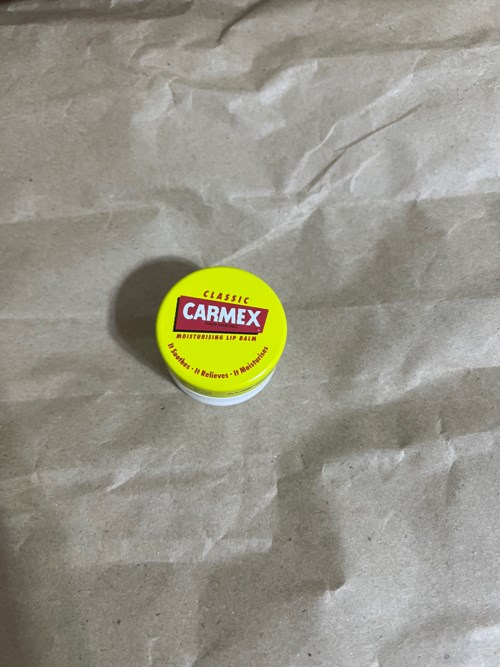 CLASSIC
CARMEX
MOISTURISING LIP BALM
It Soothes • It Relieves • It Moisturises